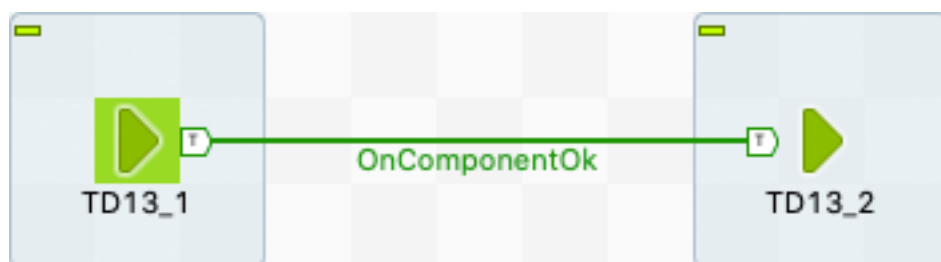 T
T
OnComponentOk
TD13_1
TD13_2